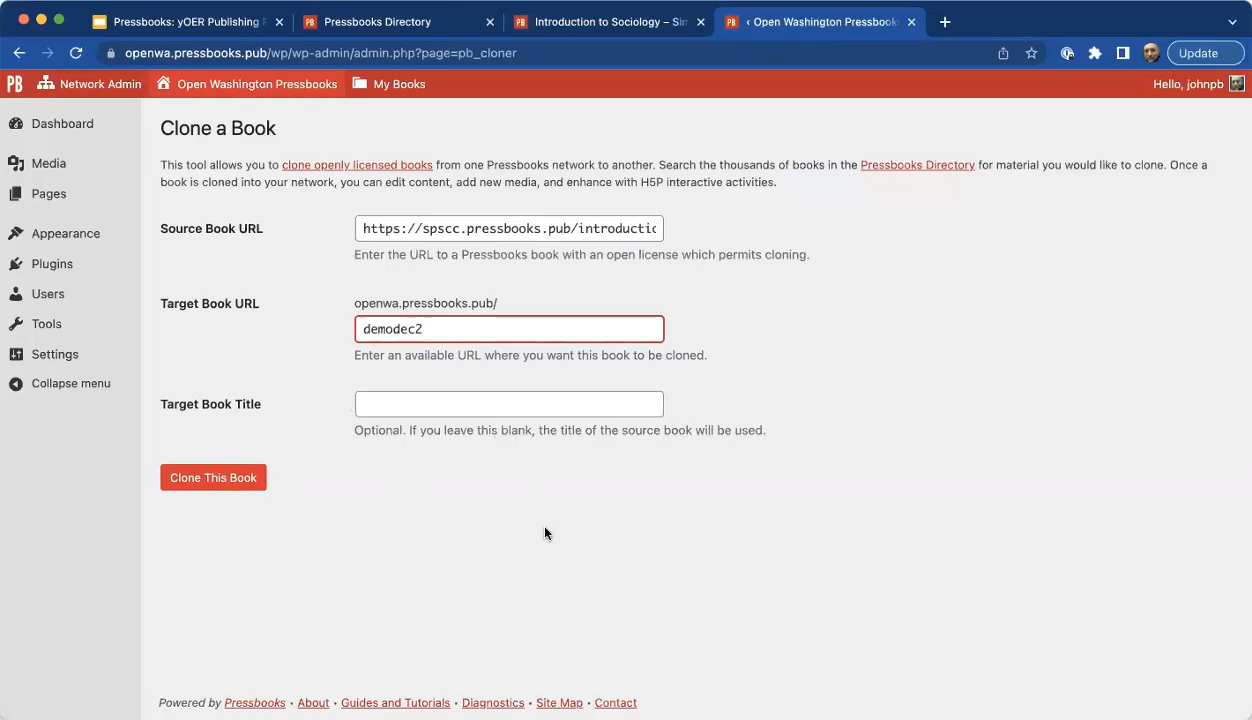 Pressbooks: yOER Publishing
PB Pressbooks Directory
PB Introduction to Sociology – Sim
PB ‹ Open Washington Pressbooks
openwa.pressbooks.pub/wp/wp-admin/admin.php?page=pb_cloner
Update
PB Network Admin Open Washington Pressbooks My Books Hello, johnpb
Dashboard
Media
Pages
Appearance
Plugins
Users
Tools
Settings
Collapse menu
Clone a Book
This tool allows you to clone openly licensed books from one Pressbooks network to another. Search the thousands of books in the Pressbooks Directory for material you would like to clone. Once a
book is cloned into your network, you can edit content, add new media, and enhance with H5P interactive activities.
Source Book URL https://spscc.pressbooks.pub/introductic
Enter the URL to a Pressbooks book with an open license which permits cloning.
Target Book URL openwa.pressbooks.pub/
demodec2
Enter an available URL where you want this book to be cloned.
Target Book Title
Optional. If you leave this blank, the title of the source book will be used.
Clone This Book
Powered by Pressbooks • About • Guides and Tutorials • Diagnostics • Site Map • Contact